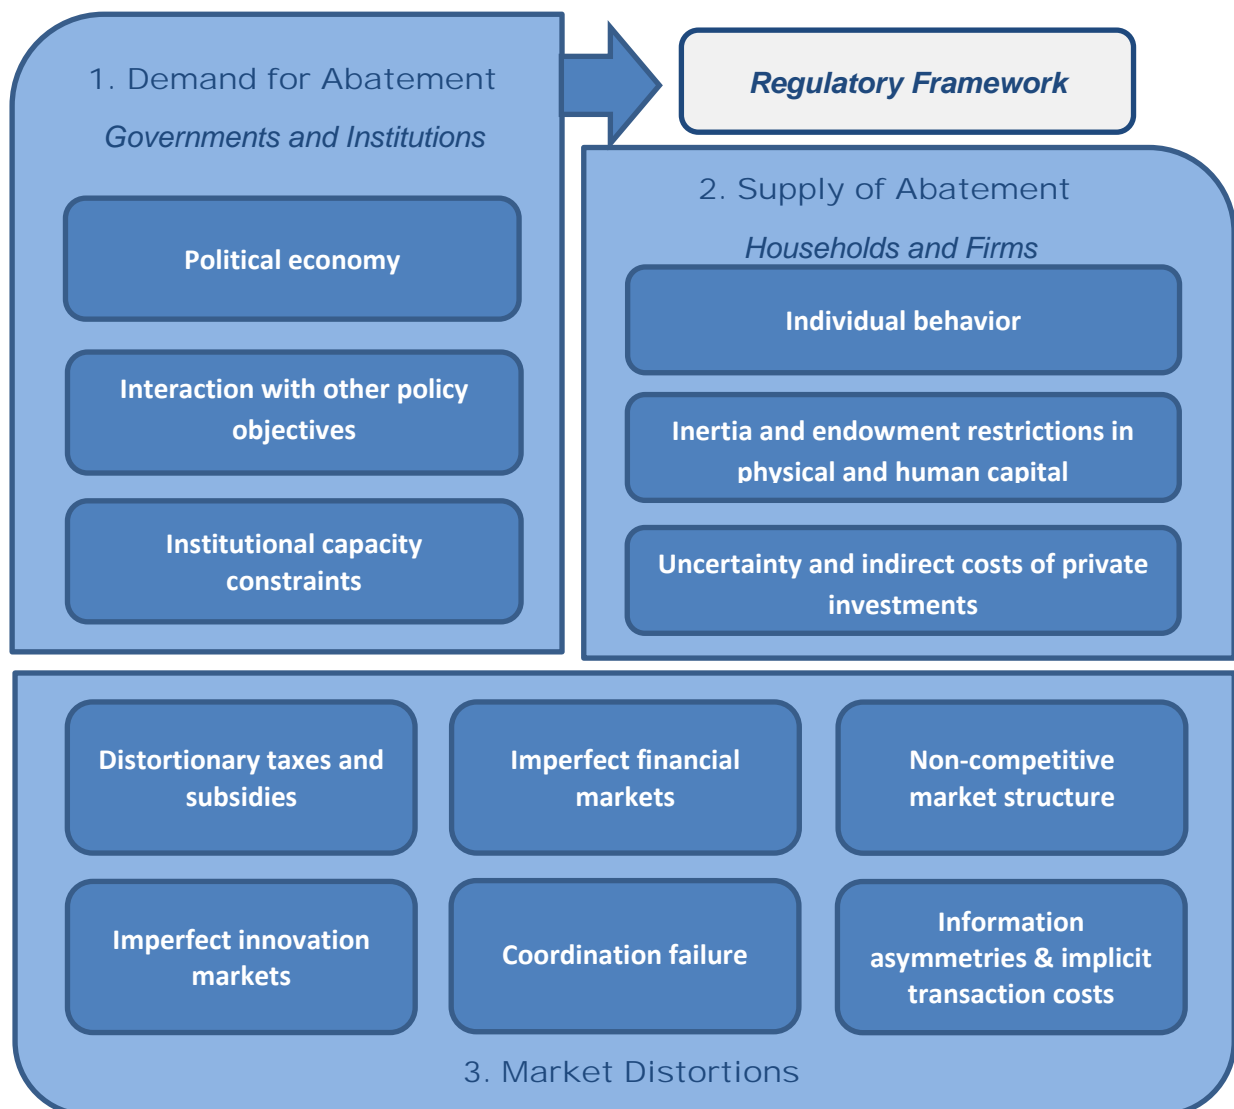 1. Demand for Abatement
Governments and Institutions
Political economy
Interaction with other policy
objectives
Institutional capacity
constraints
Regulatory Framework
2. Supply of Abatement
Households and Firms
Individual behavior
Inertia and endowment restrictions in
physical and human capital
Uncertainty and indirect costs of private
investments
Distortionary taxes and
subsidies
Imperfect financial
markets
Non-competitive
market structure
Imperfect innovation
markets
Coordination failure
Information
asymmetries & implicit
transaction costs
3. Market Distortions